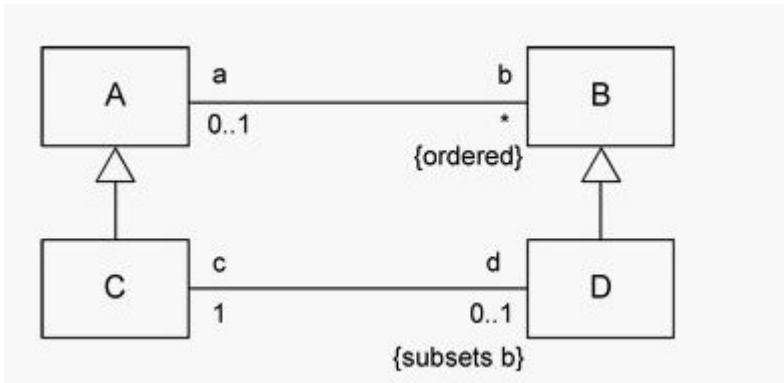 a b
A B
0..1 *
{ordered}
c d
C D
1 0..1
{subsets b}